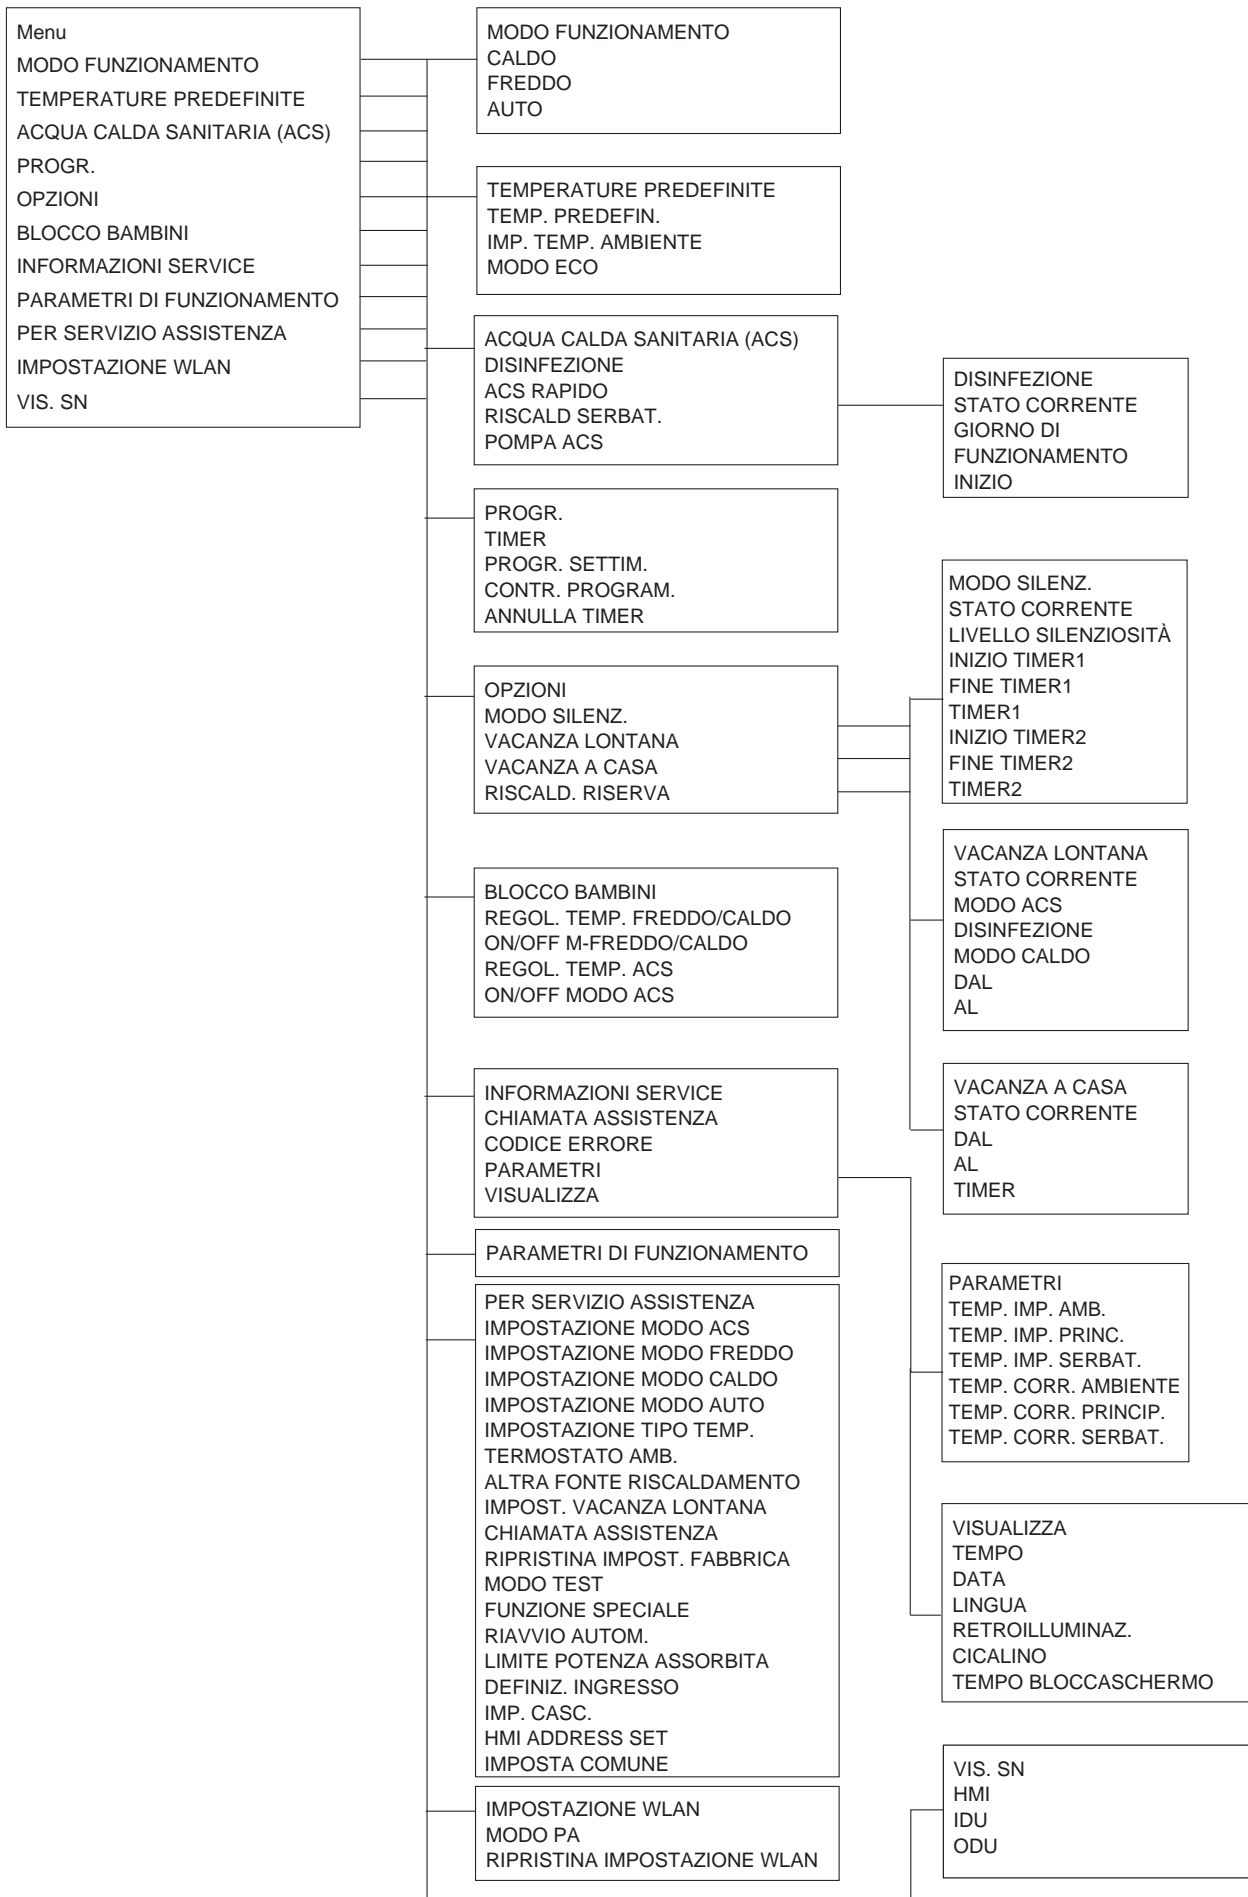 Menu
MODO FUNZIONAMENTO
TEMPERATURE PREDEFINITE
ACQUA CALDA SANITARIA (ACS)
PROGR.
OPZIONI
BLOCCO BAMBINI
INFORMAZIONI SERVICE
PARAMETRI DI FUNZIONAMENTO
PER SERVIZIO ASSISTENZA
IMPOSTAZIONE WLAN
VIS. SN
MODO FUNZIONAMENTO
CALDO
FREDDO
AUTO
TEMPERATURE PREDEFINITE
TEMP. PREDEFIN.
IMP. TEMP. AMBIENTE
MODO ECO
ACQUA CALDA SANITARIA (ACS)
DISINFEZIONE
ACS RAPIDO
RISCALD SERBAT.
POMPA ACS
DISINFEZIONE
STATO CORRENTE
GIORNO DI
FUNZIONAMENTO
INIZIO
PROGR.
TIMER
PROGR. SETTIM.
CONTR. PROGRAM.
ANNULLA TIMER
OPZIONI
MODO SILENZ.
VACANZA LONTANA
VACANZA A CASA
RISCALD. RISERVA
MODO SILENZ.
STATO CORRENTE
LIVELLO SILENZIOSITÀ
INIZIO TIMER1
FINE TIMER1
TIMER1
INIZIO TIMER2
FINE TIMER2
TIMER2
VACANZA LONTANA
STATO CORRENTE
MODO ACS
DISINFEZIONE
MODO CALDO
DAL
AL
VACANZA A CASA
STATO CORRENTE
DAL
AL
TIMER
BLOCCO BAMBINI
REGOL. TEMP. FREDDO/CALDO
ON/OFF M-FREDDO/CALDO
REGOL. TEMP. ACS
ON/OFF MODO ACS
INFORMAZIONI SERVICE
CHIAMATA ASSISTENZA
CODICE ERRORE
PARAMETRI
VISUALIZZA
PARAMETRI
TEMP. IMP. AMB.
TEMP. IMP. PRINC.
TEMP. IMP. SERBAT.
TEMP. CORR. AMBIENTE
TEMP. CORR. PRINCIP.
TEMP. CORR. SERBAT.
VISUALIZZA
TEMPO
DATA
LINGUA
RETROILLUMINAZ.
CICALINO
TEMPO BLOCCASCHERMO
PARAMETRI DI FUNZIONAMENTO
PER SERVIZIO ASSISTENZA
IMPOSTAZIONE MODO ACS
IMPOSTAZIONE MODO FREDDO
IMPOSTAZIONE MODO CALDO
IMPOSTAZIONE MODO AUTO
IMPOSTAZIONE TIPO TEMP.
TERMOSTATO AMB.
ALTRA FONTE RISCALDAMENTO
IMPOST. VACANZA LONTANA
CHIAMATA ASSISTENZA
RIPRISTINA IMPOST. FABBRICA
MODO TEST
FUNZIONE SPECIALE
RIAVVIO AUTOM.
LIMITE POTENZA ASSORBITA
DEFINIZ. INGRESSO
IMP. CASC.
HMI ADDRESS SET
IMPOSTA COMUNE
IMPOSTAZIONE WLAN
MODO PA
RIPRISTINA IMPOSTAZIONE WLAN
VIS. SN
HMI
IDU
ODU